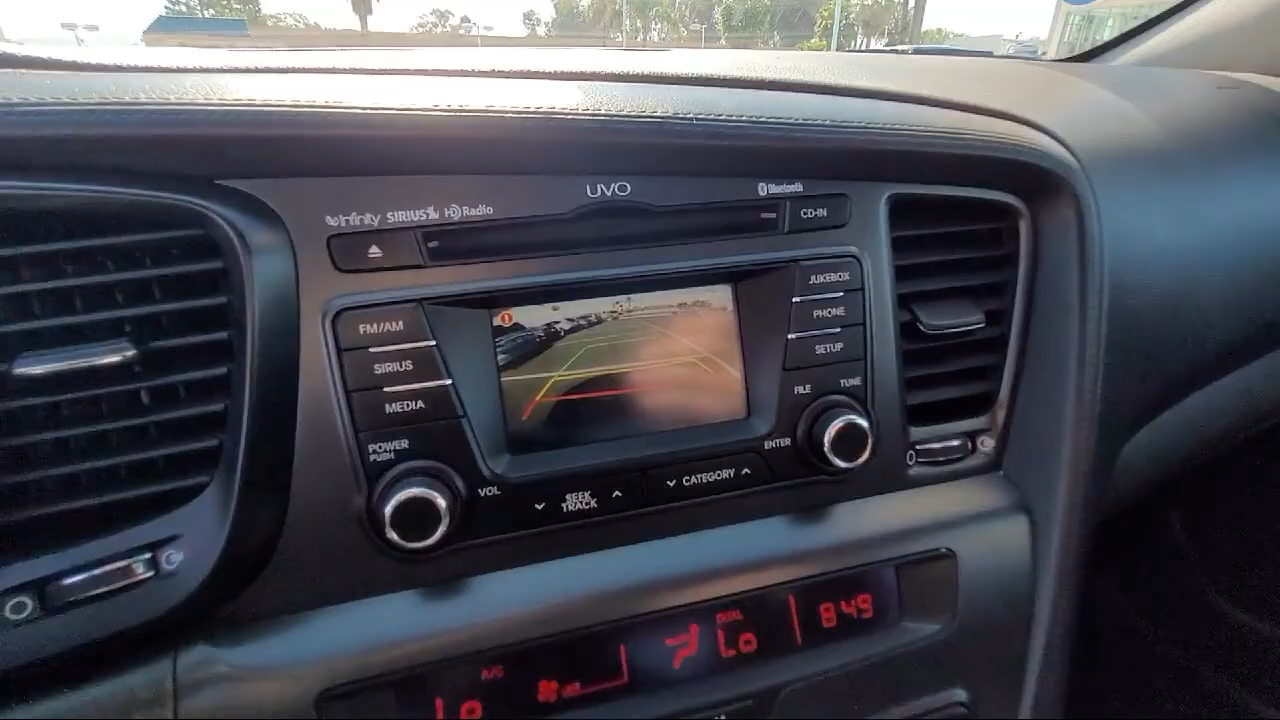 UVO
Bluetooth
infinity SIRIUS HD Radio
CD-IN
JUKEBOX
FM/AM
PHONE
SIRIUS
SETUP
MEDIA
FILE TUNE
POWER
PUSH
ENTER
VOL
SEEK
TRACK
CATEGORY
DUAL
8:49
A/C
Lo
Lo